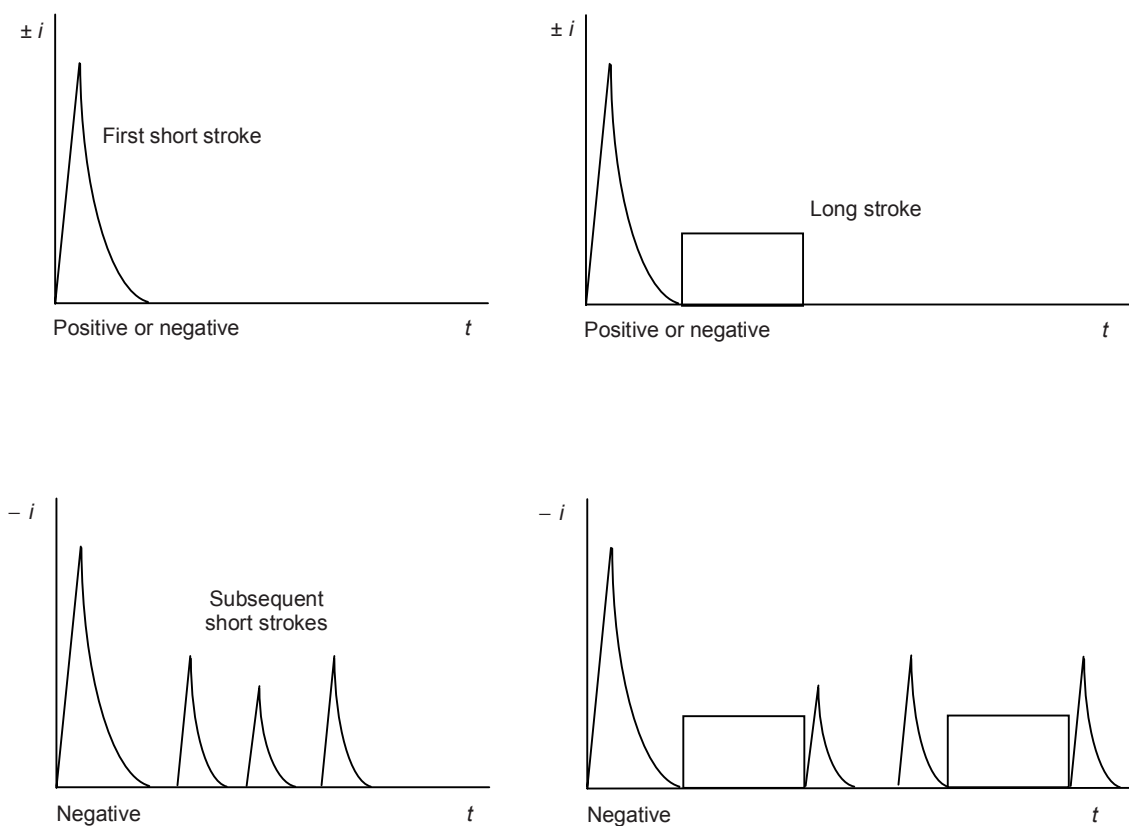 ± i
± i
First short stroke
Long stroke
Positive or negative
t
Positive or negative
t
– i
– i
Subsequent
short strokes
Negative
t
Negative
t